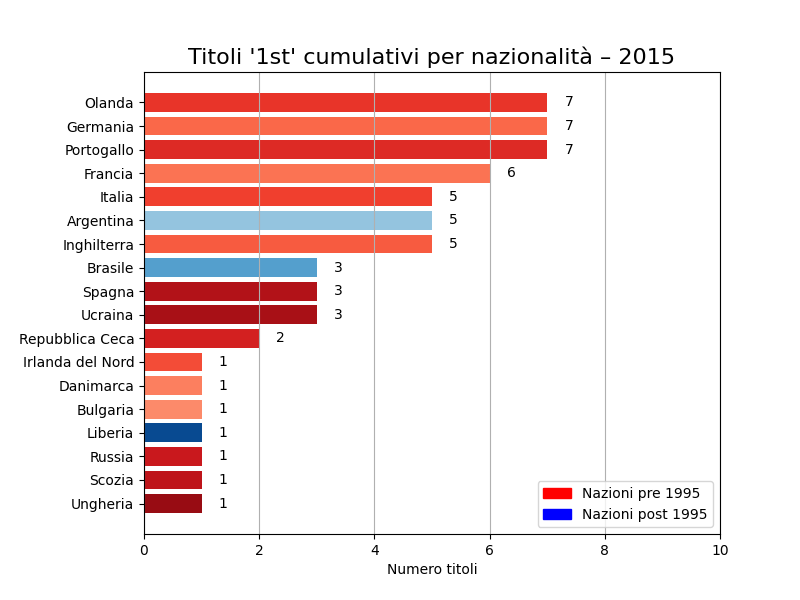 Titoli '1st' cumulativi per nazionalità – 2015
Olanda 7
Germania 7
Portogallo 7
Francia 6
Italia 5
Argentina 5
Inghilterra 5
Brasile 3
Spagna 3
Ucraina 3
Repubblica Ceca 2
Irlanda del Nord 1
Danimarca 1
Bulgaria 1
Liberia 1
Russia 1
Scozia 1
Ungheria 1
Nazioni pre 1995
Nazioni post 1995
0 2 4 6 8 10
Numero titoli